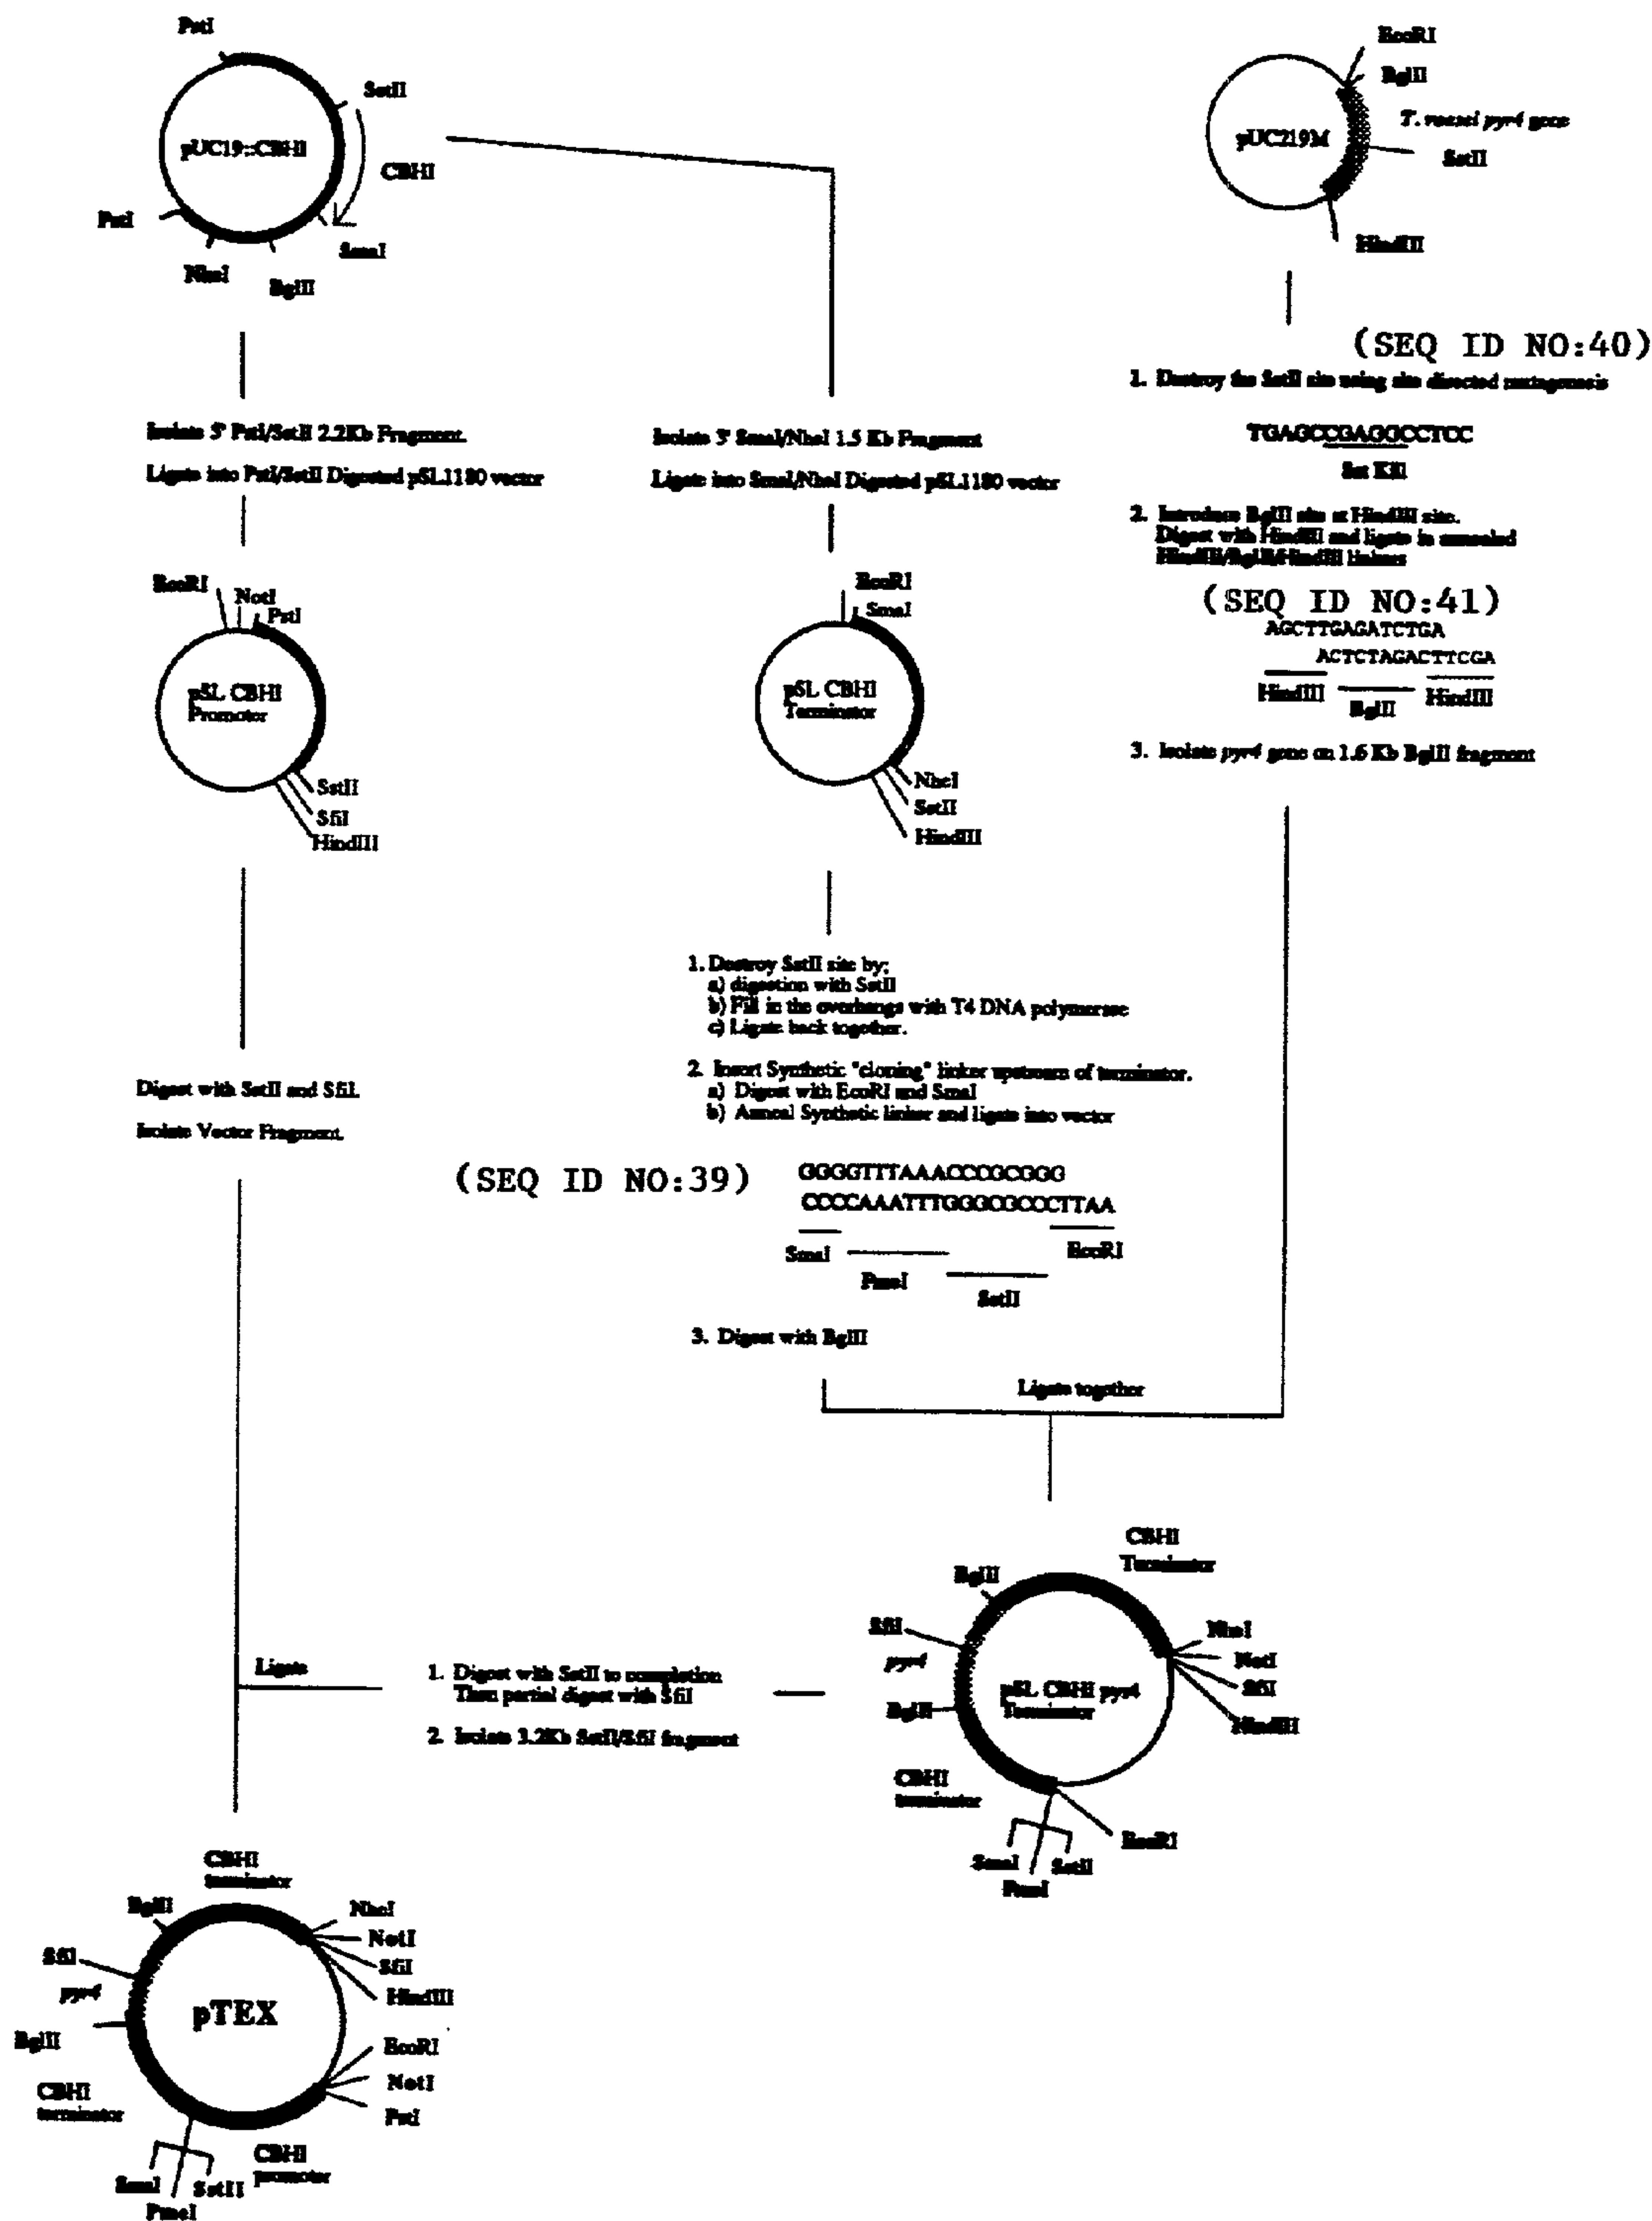 PstI
SstII
pUC19::CBHI
CBHI
PstI
SmaI
NheI
BglII
EcoRI
BglII
T. reesei pyr4 gene
pUC219M
SstII
HindIII
(SEQ ID NO:40)
1. Destroy the SstII site using site directed mutagenesis
TGAGCCGAGGCCTCC
Sst
2. Introduce BglII site at HindIII site.
Digest with HindIII and ligate in annealed
HindIII/BglII/HindIII linkers
(SEQ ID NO:41)
AGCTTGAGATCTGA
ACTCTAGACTTCGA
HindIII
BglII
HindIII
3. Isolate pyr4 gene on 1.6 Kb BglII fragment
Isolate 5' PstI/SstII 2.2Kb Fragment.
Ligate into PstI/SstII Digested pSL1180 vector
Isolate 3' SmaI/NheI 1.5 Kb Fragment
Ligate into SmaI/NheI Digested pSL1180 vector
EcoRI
NotI
PstI
pSL CBHI
Promoter
SstII
SfiI
HindIII
EcoRI
SmaI
pSL CBHI
Terminator
NheI
SstII
HindIII
Digest with SstII and SfiI.
Isolate Vector Fragment.
1. Destroy SstII site by;
a) digestion with SstII
b) Fill in the overhangs with T4 DNA polymerase
c) Ligate back together.
2. Insert Synthetic "cloning" linker upstream of terminator.
a) Digest with EcoRI and SmaI
b) Anneal Synthetic linker and ligate into vector
(SEQ ID NO:39)
GGGGTTTAAACCCGCGGG
CCCCAAATTTGGGCGCCCTTAA
SmaI
EcoRI
PmeI
SstII
3. Digest with BglII
Ligate together
CBHI
Terminator
BglII
SfiI
pyr4
BglII
pSL CBHI pyr4
Terminator
NheI
NotI
SfiI
HindIII
CBHI
terminator
SmaI
SstII
PmeI
EcoRI
Ligate
1. Digest with SstII to completion
Then partial digest with SfiI
2. Isolate 3.2Kb SstII/SfiI fragment
CBHI
terminator
BglII
NheI
NotI
SfiI
HindIII
SfiI
pyr4
BglII
pTEX
EcoRI
NotI
PstI
CBHI
terminator
CBHI
promoter
SmaI
SstII
PmeI